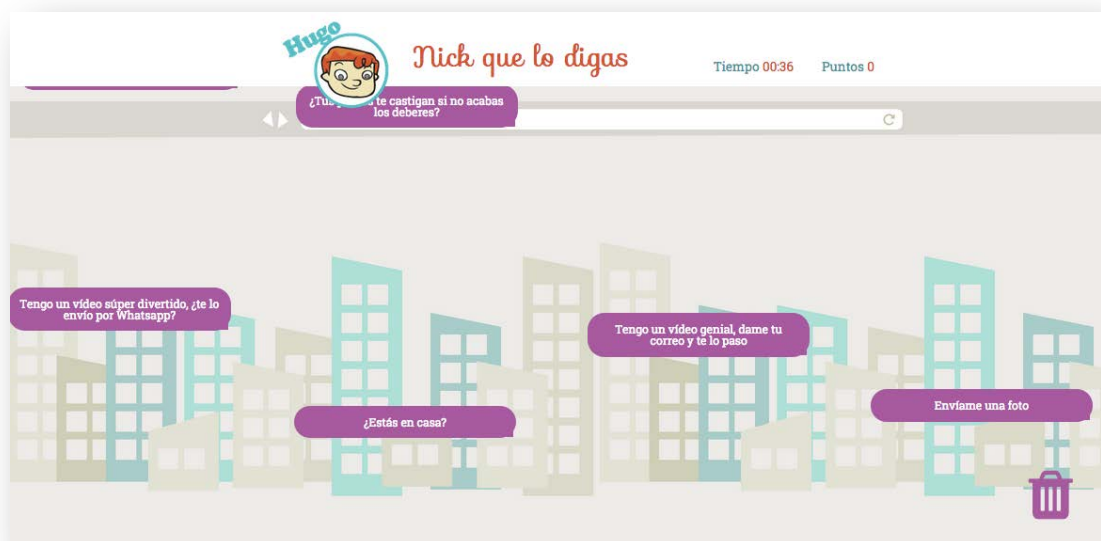 Hugo
Nick que lo digas
Tiempo 00:36 Puntos 0
te castigan si no acabas
los deberes?
Tengo un vídeo súper divertido, ¿te lo
envío por Whatsapp?
Tengo un vídeo genial, dame tu
correo y te lo paso
Envíame una foto
¿Estás en casa?